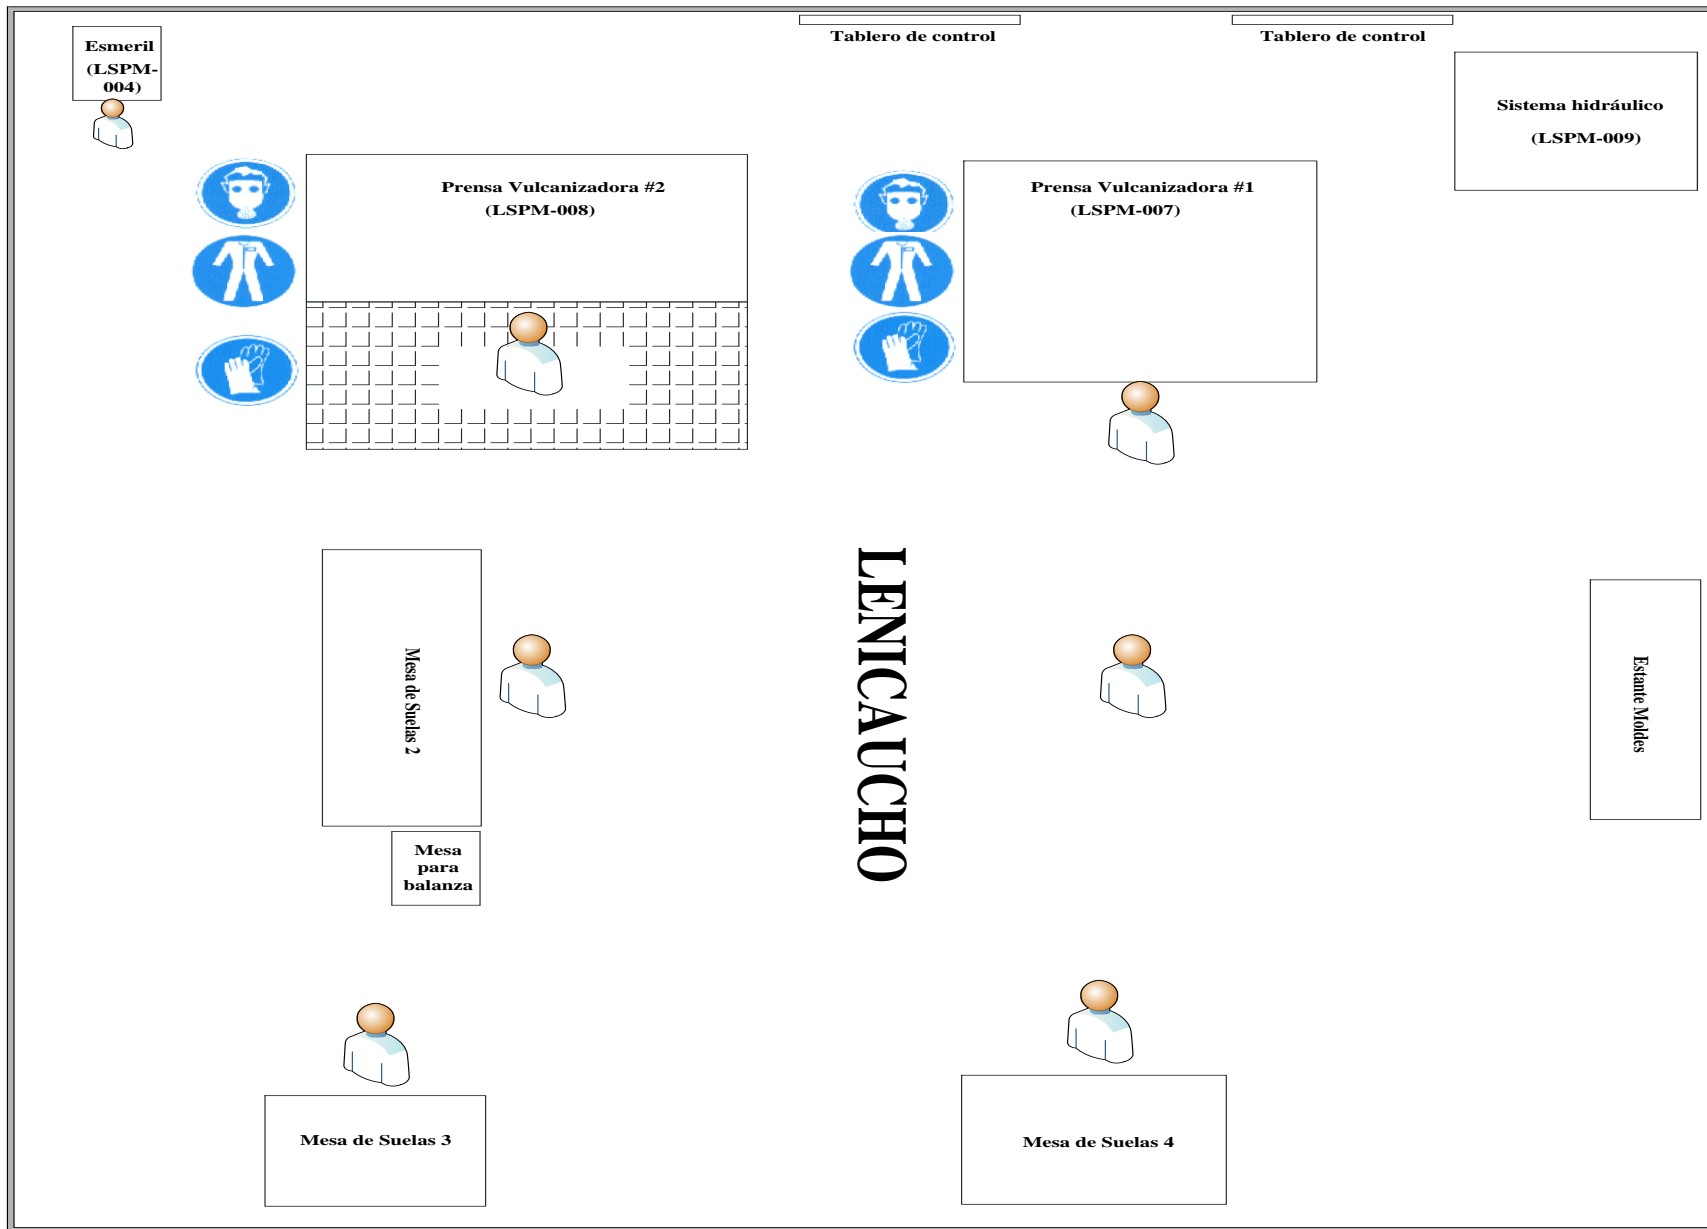 Tablero de control
Tablero de control
Esmeril
(LSPM-
004)
Sistema hidráulico
(LSPM-009)
Prensa Vulcanizadora #2
(LSPM-008)
Prensa Vulcanizadora #1
(LSPM-007)
LENICAUCHO
Mesa de Suelas 2
Estante Moldes
Mesa
para
balanza
Mesa de Suelas 3
Mesa de Suelas 4